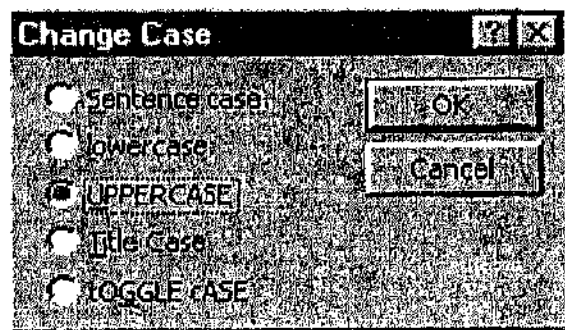 Change Case
Sentence case.
OK
lowercase
Cancel
UPPERCASE
Title Case
tOGGLE cASE